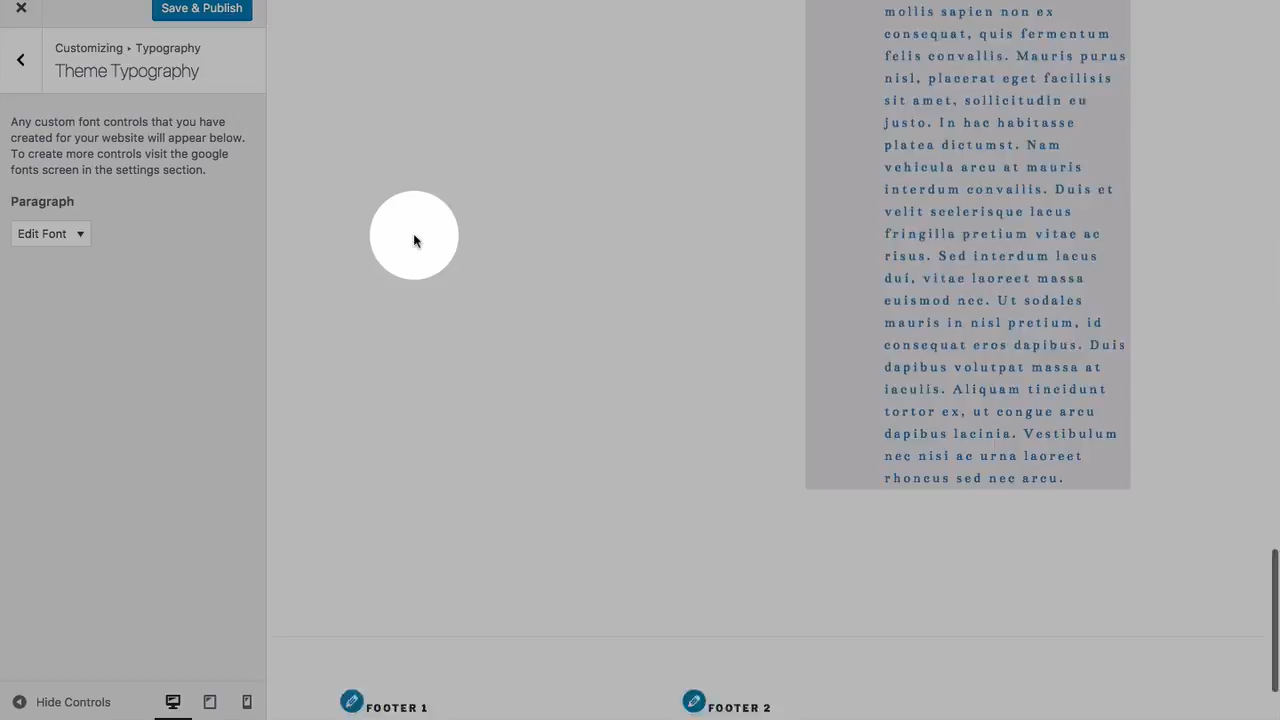 Save & Publish
Customizing ▸ Typography
Theme Typography
Any custom font controls that you have
created for your website will appear below.
To create more controls visit the google
fonts screen in the settings section.
Paragraph
Edit Font
Hide Controls
mollis sapien non ex
consequat, quis fermentum
felis convallis. Mauris purus
nisl, placerat eget facilisis
sit amet, sollicitudin eu
justo. In hac habitasse
platea dictumst. Nam
vehicula arcu at mauris
interdum convallis. Duis et
velit scelerisque lacus
fringilla pretium vitae ac
risus. Sed interdum lacus
dui, vitae laoreet massa
euismod nec. Ut sodales
mauris in nisl pretium, id
consequat eros dapibus. Duis
dapibus volutpat massa at
iaculis. Aliquam tincidunt
tortor ex, ut congue arcu
dapibus lacinia. Vestibulum
nec nisi ac urna laoreet
rhoncus sed nec arcu.
FOOTER 1
FOOTER 2